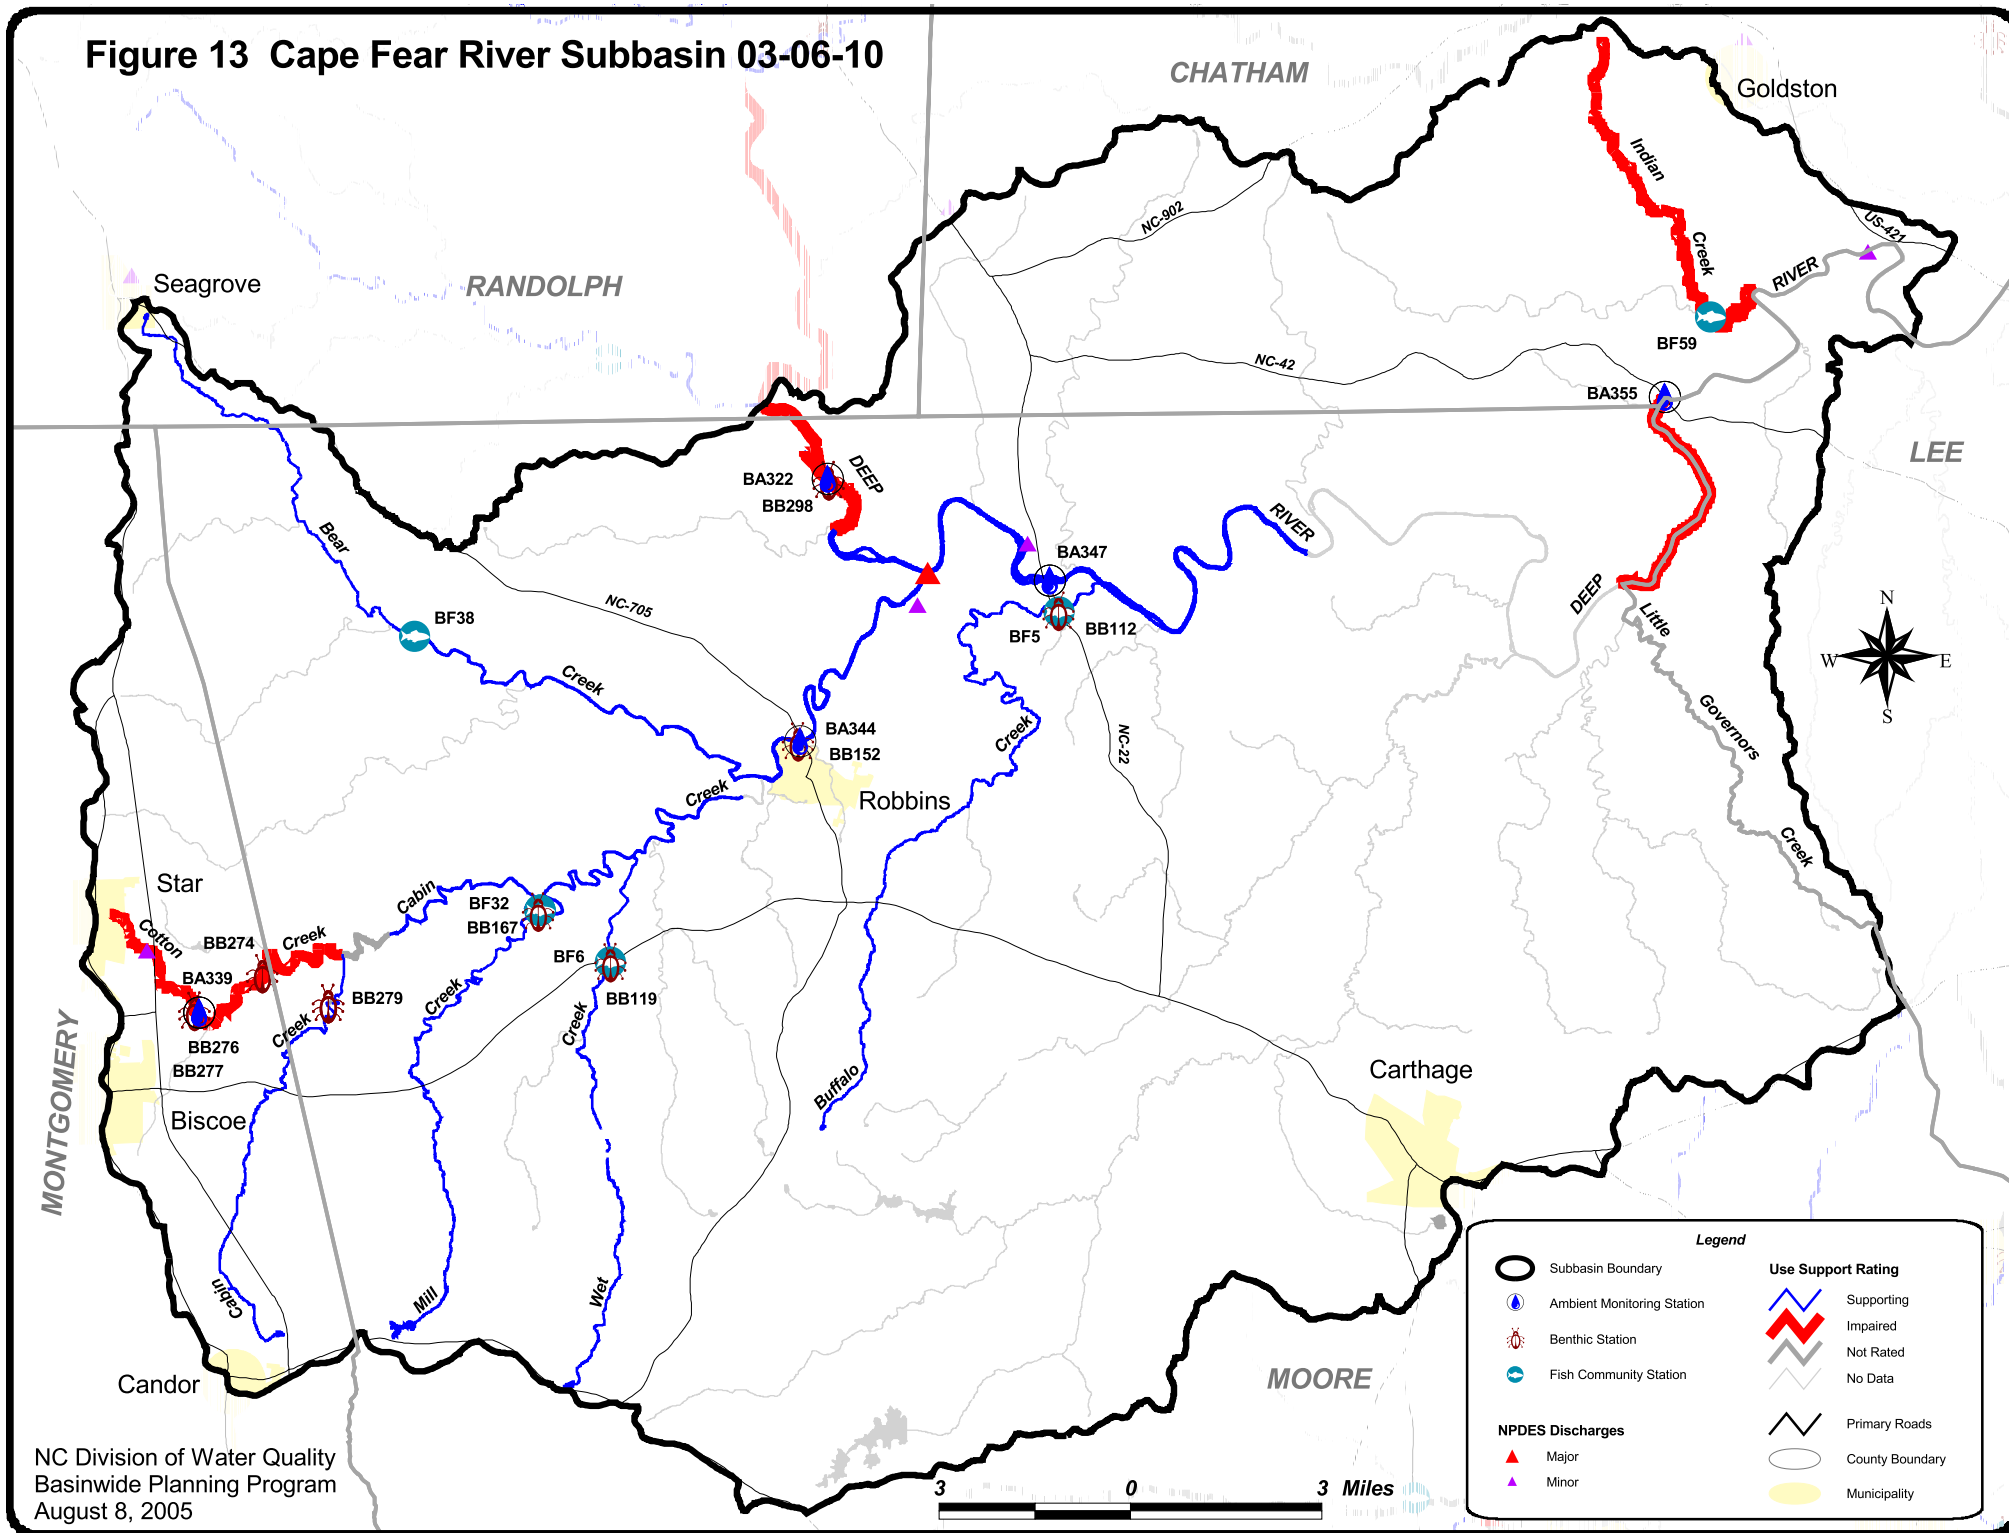 Figure 13  Cape Fear River Subbasin 03-06-10
CHATHAM
Goldston
Indian
Creek
US-421
NC-902
RIVER
Seagrove
RANDOLPH
BF59
NC-42
BA355
LEE
BA322
DEEP
BB298
Bear
RIVER
BA347
NC-705
DEEP
Little
BF38
BF5
BB112
N
W
E
S
Creek
Governors
BA344
Creek
NC-22
BB152
Creek
Robbins
Creek
Star
Cabin
BF32
BB167
Cotton
BB274
Creek
BF6
BA339
BB279
Creek
BB119
Creek
Creek
BB276
BB277
MONTGOMERY
Buffalo
Carthage
Biscoe
Cabin
Mill
Wet
Candor
MOORE
Legend
Subbasin Boundary
Ambient Monitoring Station
Benthic Station
Fish Community Station
NPDES Discharges
Major
Minor
Use Support Rating
Supporting
Impaired
Not Rated
No Data
Primary Roads
County Boundary
Municipality
NC Division of Water Quality
Basinwide Planning Program
August 8, 2005
3 0 3 Miles